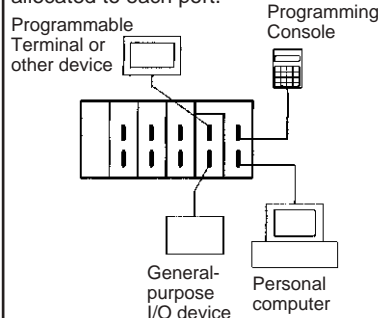 allocated to each port.
Programmable
Terminal or
other device
Programming
Console
General-
purpose
I/O device
Personal
computer